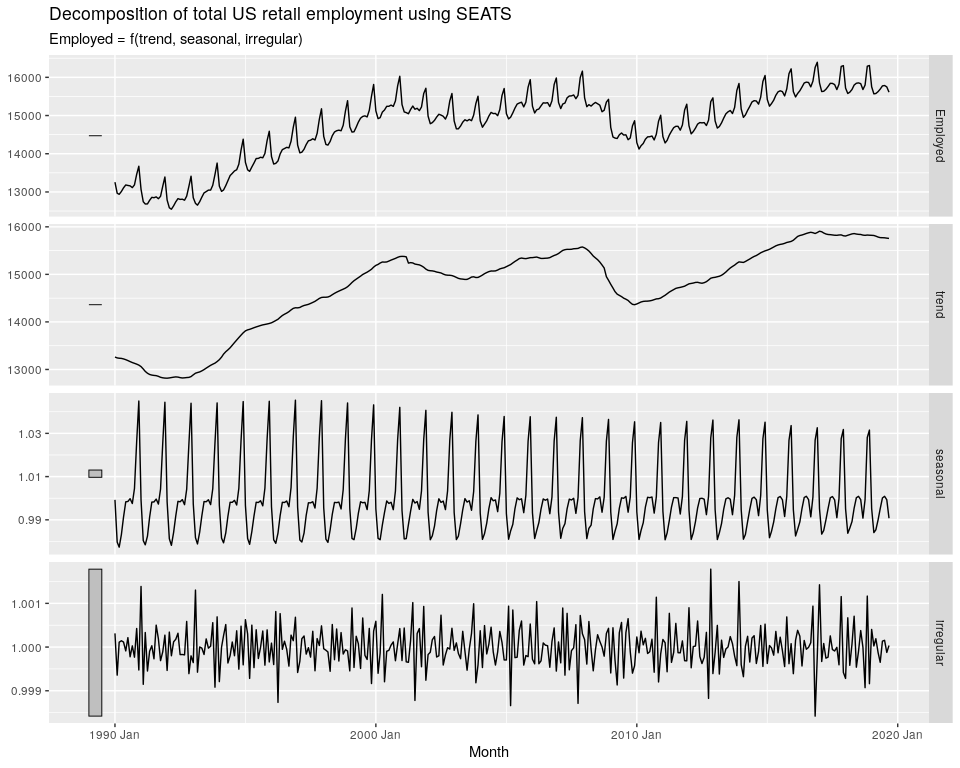 Decomposition of total US retail employment using SEATS
Employed = f(trend, seasonal, irregular)
16000
15000
14000
13000
Employed
16000
15000
14000
13000
trend
1.03
1.01
0.99
seasonal
1.001
1.000
0.999
irregular
1990 Jan
2000 Jan
2010 Jan
2020 Jan
Month